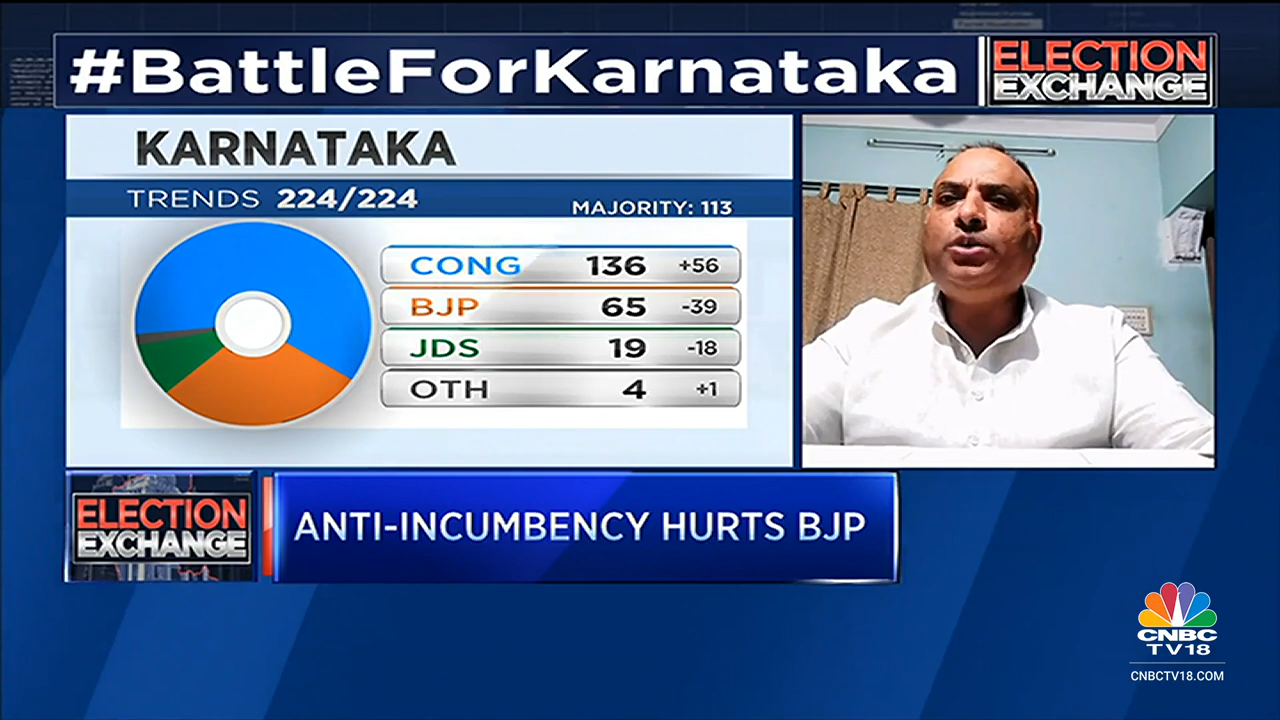 #BattleForKarnataka
ELECTION
EXCHANGE
KARNATAKA
TRENDS 224/224
MAJORITY: 113
CONG 136 +56
BJP 65 -39
JDS 19 -18
OTH 4 +1
ELECTION
EXCHANGE
ANTI-INCUMBENCY HURTS BJP
CNBC
TV18
CNBCTV18.COM